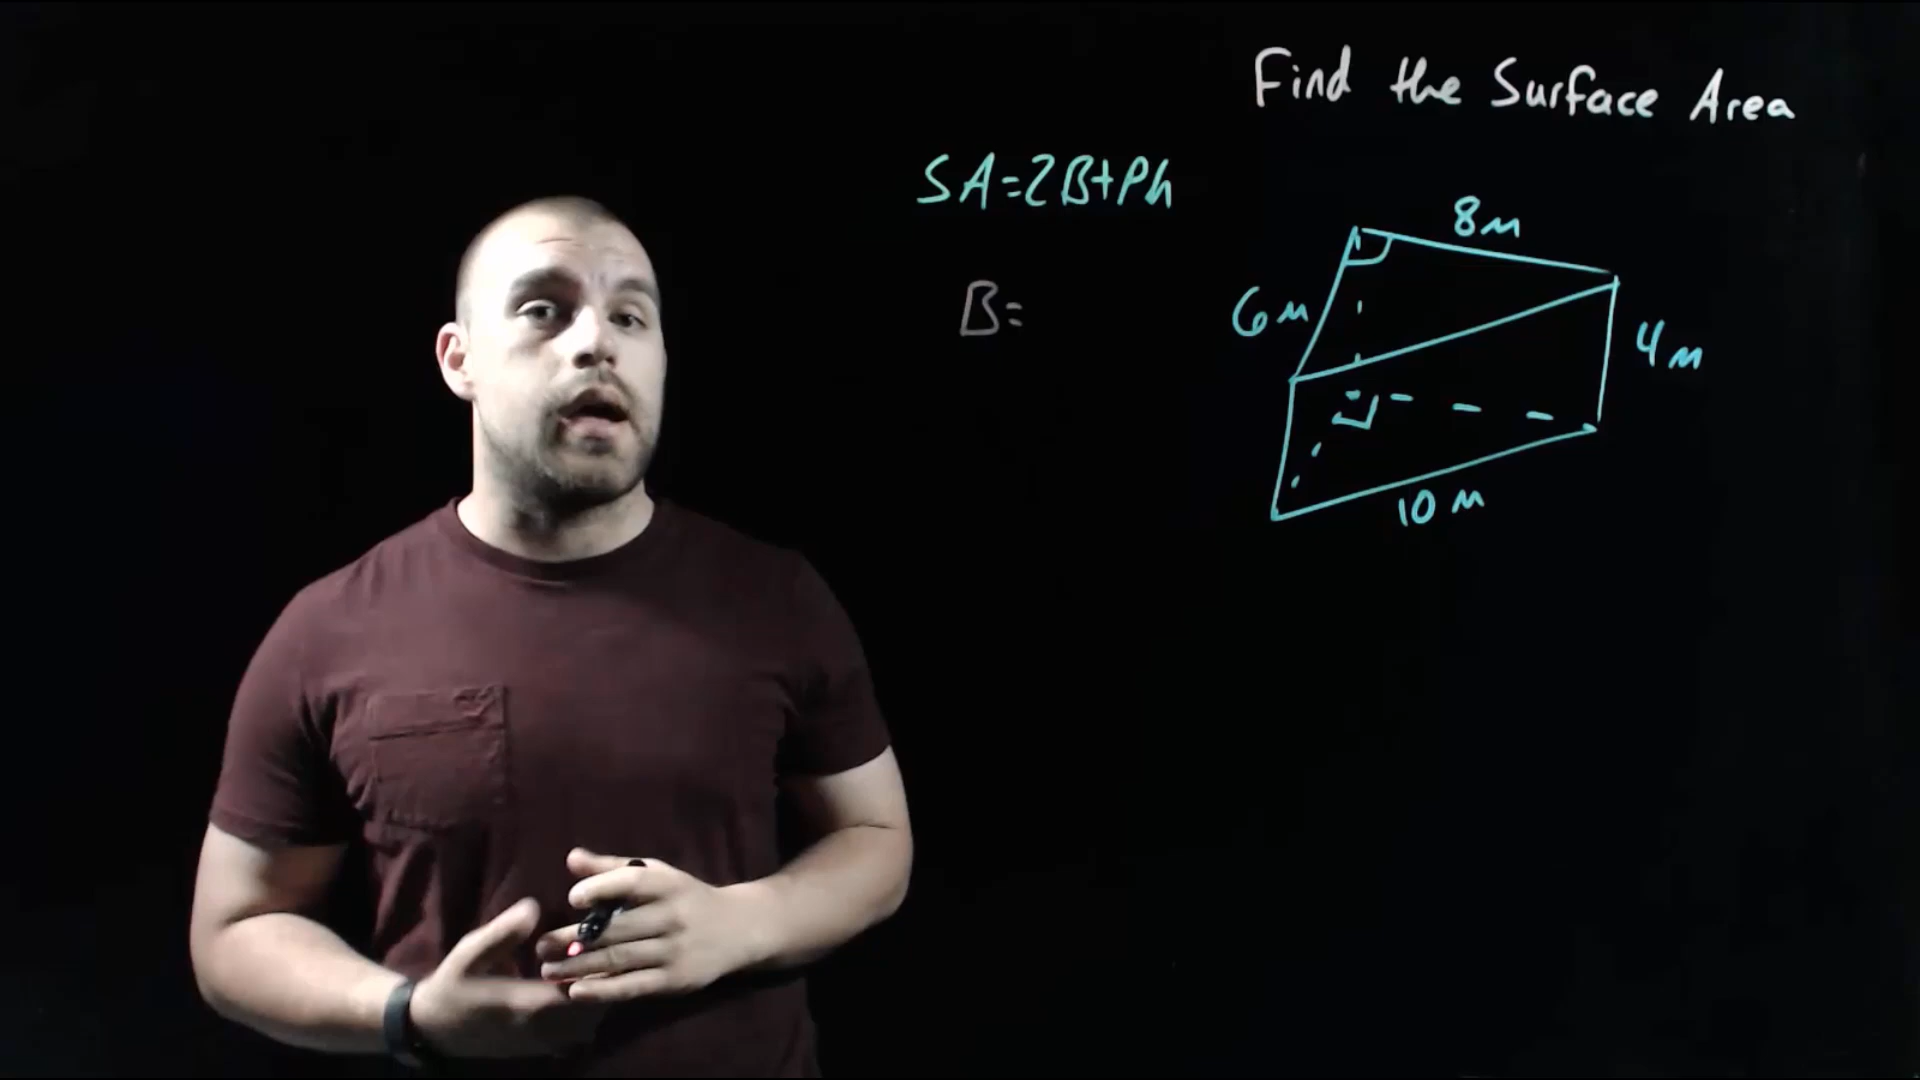 Find the Surface Area
SA=2B+Ph
8m
6m
B=
4m
10m